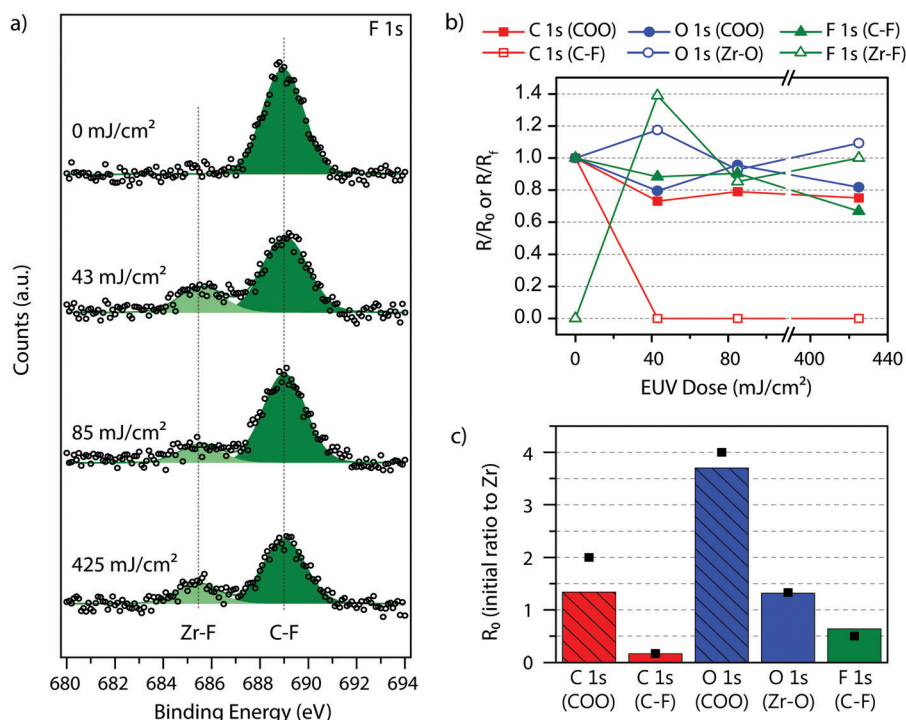 a)
F 1s
0 mJ/cm²
43 mJ/cm²
85 mJ/cm²
425 mJ/cm²
Zr-F
C-F
Counts (a.u.)
680 682 684 686 688 690 692 694
Binding Energy (eV)
b)
C 1s (COO) O 1s (COO) F 1s (C-F)
C 1s (C-F) O 1s (Zr-O) F 1s (Zr-F)
R/R₀ or R/R_f
1.4
1.2
1.0
0.8
0.6
0.4
0.2
0.0
0 40 80 400 440
EUV Dose (mJ/cm²)
c)
R₀ (initial ratio to Zr)
4
3
2
1
0
C 1s C 1s O 1s O 1s F 1s
(COO) (C-F) (COO) (Zr-O) (C-F)